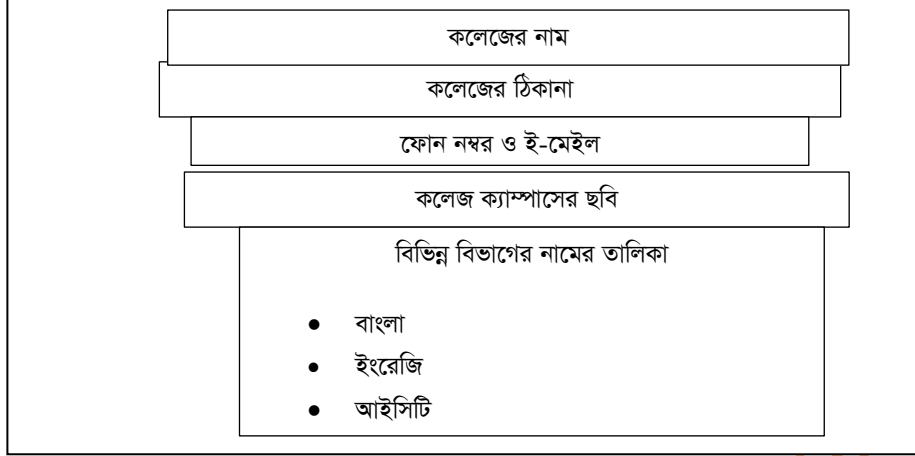 কলেজের নাম
কলেজের ঠিকানা
ফোন নম্বর ও ই-মেইল
কলেজ ক্যাম্পাসের ছবি
বিভিন্ন বিভাগের নামের তালিকা
● বাংলা
● ইংরেজি
● আইসিটি